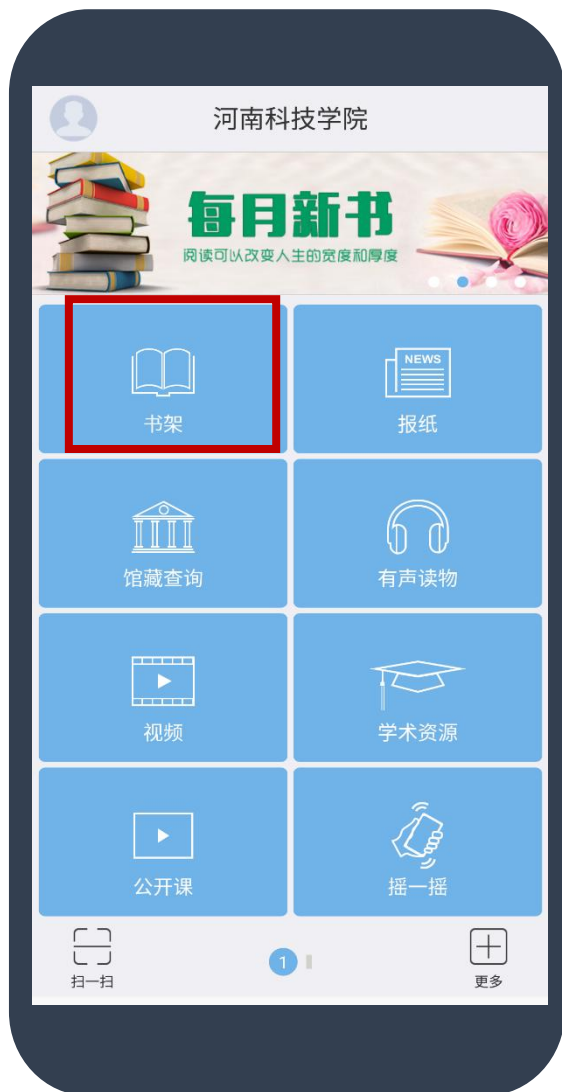 河南科技学院
每月新书
阅读可以改变人生的宽度和厚度
书架
NEWS
报纸
馆藏查询
有声读物
视频
学术资源
公开课
摇一摇
扫一扫
1
更多